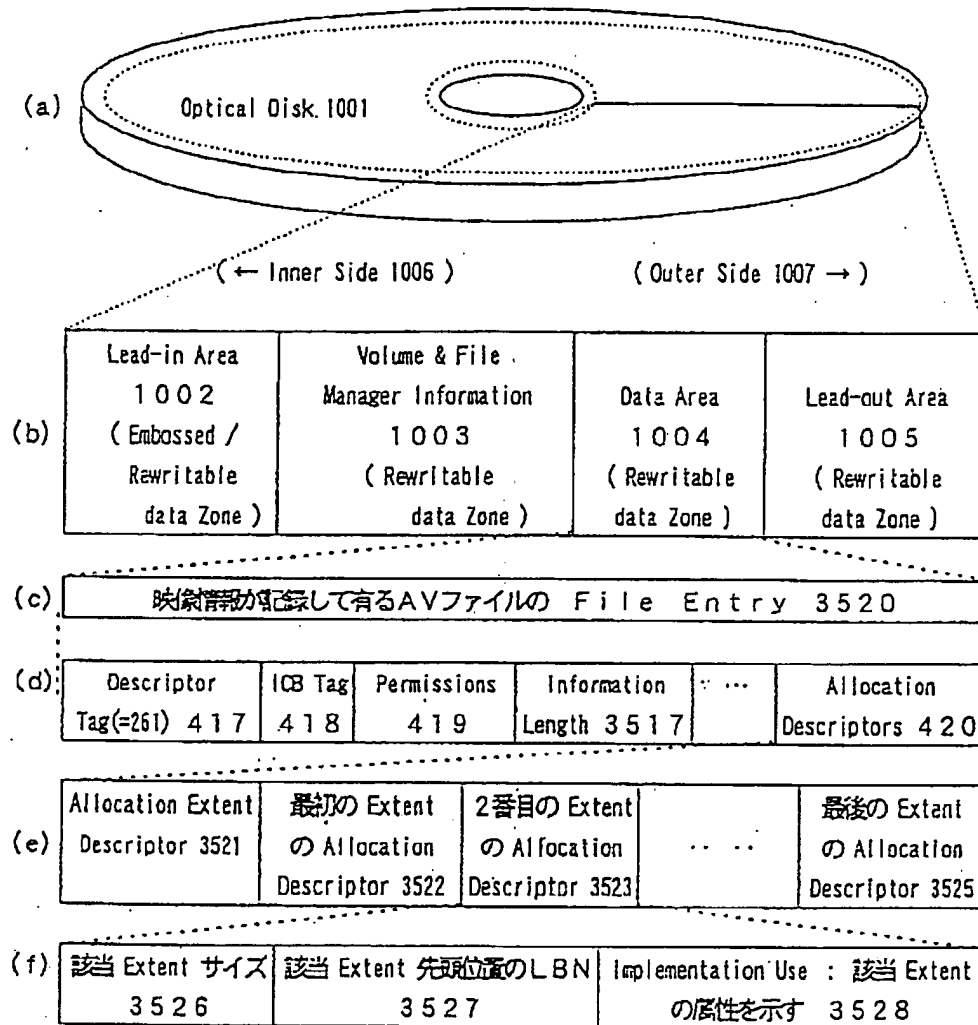 (a)
Optical Disk. 1001
( ← Inner Side 1006 )
( Outer Side 1007 → )
(b)
Lead-in Area
1002
( Embossed /
Rewritable
data Zone )
Volume & File
Manager Information
1003
( Rewritable
data Zone )
Data Area
1004
( Rewritable
data Zone )
Lead-out Area
1005
( Rewritable
data Zone )
(c)
映像情報が記録して有るAVファイルの File Entry 3520
(d)
Descriptor
Tag(=261) 417
ICB Tag
418
Permissions
419
Information
Length 3517
...
Allocation
Descriptors 420
(e)
Allocation Extent
Descriptor 3521
最初の Extent
の Allocation
Descriptor 3522
2番目の Extent
の Allocation
Descriptor 3523
.. ..
最後の Extent
の Allocation
Descriptor 3525
(f)
該当 Extent サイズ
3526
該当 Extent 先頭位置のLBN
3527
Implementation Use : 該当 Extent
の属性を示す 3528